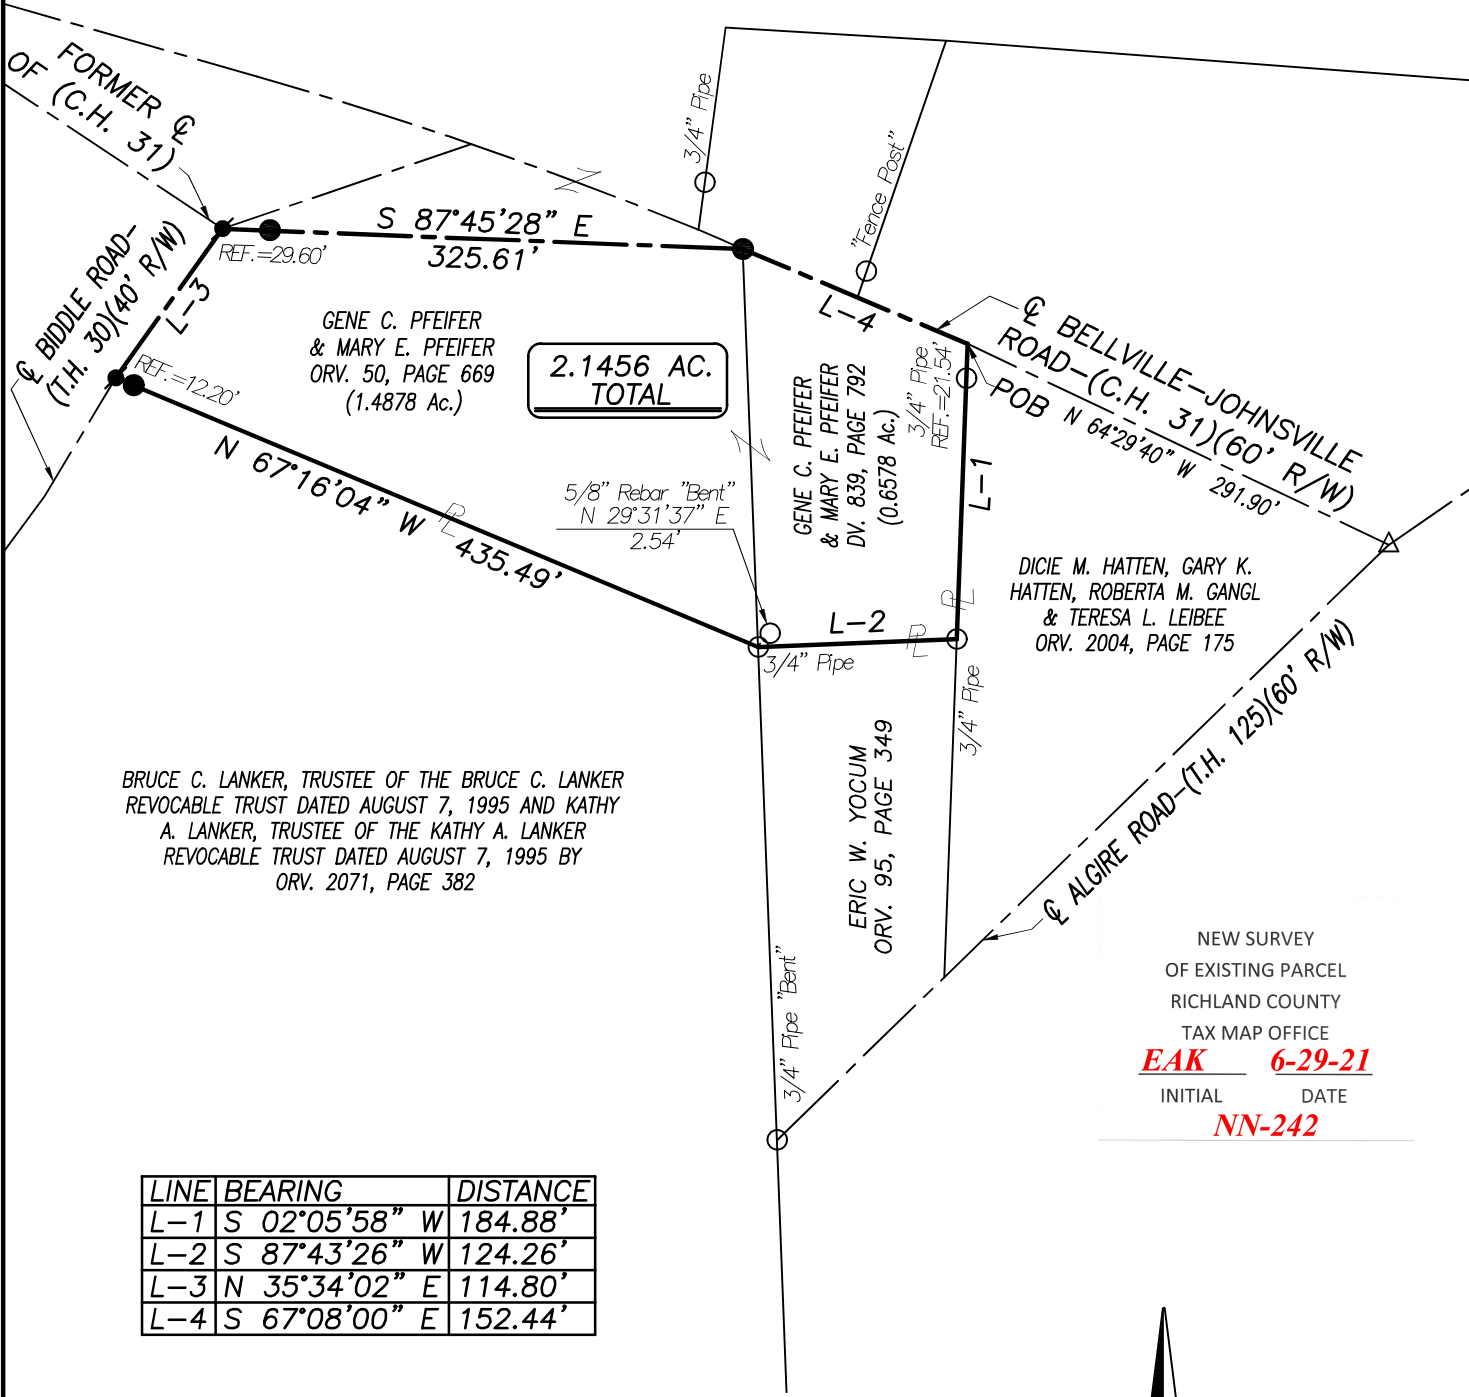 FORMER ℄
OF (C.H. 31)
3/4" Pipe
"Fence Post"
S 87°45'28" E
325.61'
REF.=29.60'
℄ BIDDLE ROAD-
(T.H. 30)(40' R/W)
L-3
L-4
℄ BELLVILLE-JOHNSVILLE
ROAD-(C.H. 31)(60' R/W)
GENE C. PFEIFER
& MARY E. PFEIFER
ORV. 50, PAGE 669
(1.4878 Ac.)
2.1456 AC.
TOTAL
REF.=12.20'
GENE C. PFEIFER
& MARY E. PFEIFER
DV. 839, PAGE 792
(0.6578 Ac.)
3/4" Pipe
REF.=21.54'
POB
N 64°29'40" W 291.90'
N 67°16'04" W
435.49'
PL
5/8" Rebar "Bent"
N 29°31'37" E
2.54'
L-1
PL
L-2
PL
3/4" Pipe
DICIE M. HATTEN, GARY K.
HATTEN, ROBERTA M. GANGL
& TERESA L. LEIBEE
ORV. 2004, PAGE 175
3/4" Pipe
ERIC W. YOCUM
ORV. 95, PAGE 349
℄ ALGIRE ROAD-(T.H. 125)(60' R/W)
BRUCE C. LANKER, TRUSTEE OF THE BRUCE C. LANKER
REVOCABLE TRUST DATED AUGUST 7, 1995 AND KATHY
A. LANKER, TRUSTEE OF THE KATHY A. LANKER
REVOCABLE TRUST DATED AUGUST 7, 1995 BY
ORV. 2071, PAGE 382
3/4" Pipe "Bent"
NEW SURVEY
OF EXISTING PARCEL
RICHLAND COUNTY
TAX MAP OFFICE
EAK 6-29-21
INITIAL DATE
NN-242
LINE BEARING DISTANCE
L-1 S 02°05'58" W 184.88'
L-2 S 87°43'26" W 124.26'
L-3 N 35°34'02" E 114.80'
L-4 S 67°08'00" E 152.44'